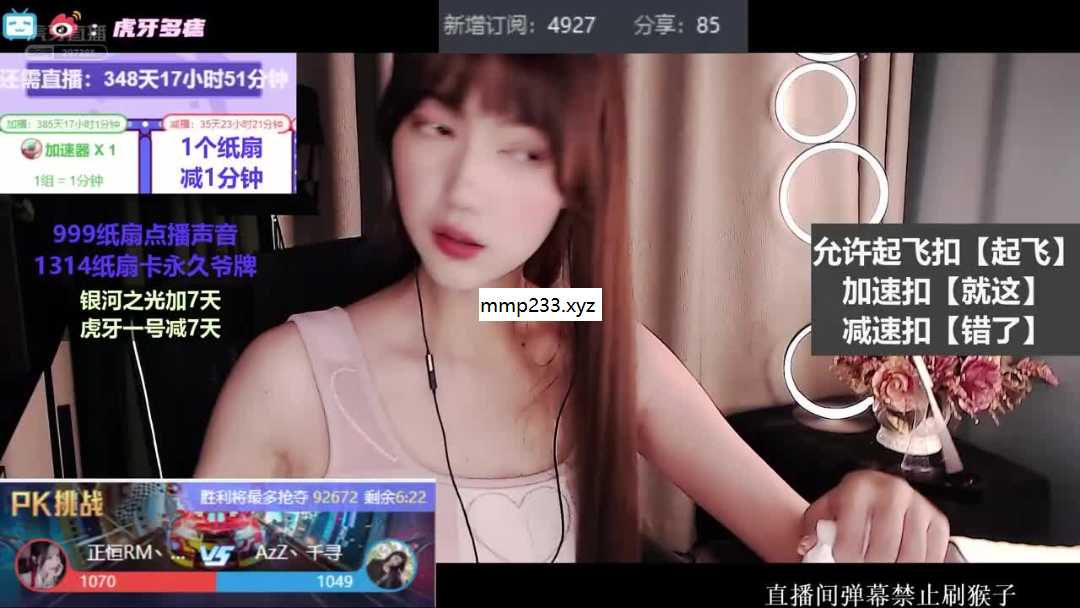 虎牙多痣
新增订阅: 4927 分享: 85
还需直播: 348天17小时51分钟
加播: 385天17小时1分钟
减播: 35天23小时21分钟
加速器 X 1
1组 = 1分钟
1个纸扇
减1分钟
999纸扇点播声音
1314纸扇卡永久爷牌
银河之光加7天
虎牙一号减7天
mmp233.xyz
允许起飞扣【起飞】
加速扣【就这】
减速扣【错了】
PK挑战
胜利将最多抢夺 92672 剩余6:22
正恒RM、...
VS
AzZ、千寻
1070
1049
直播间弹幕禁止刷猴子